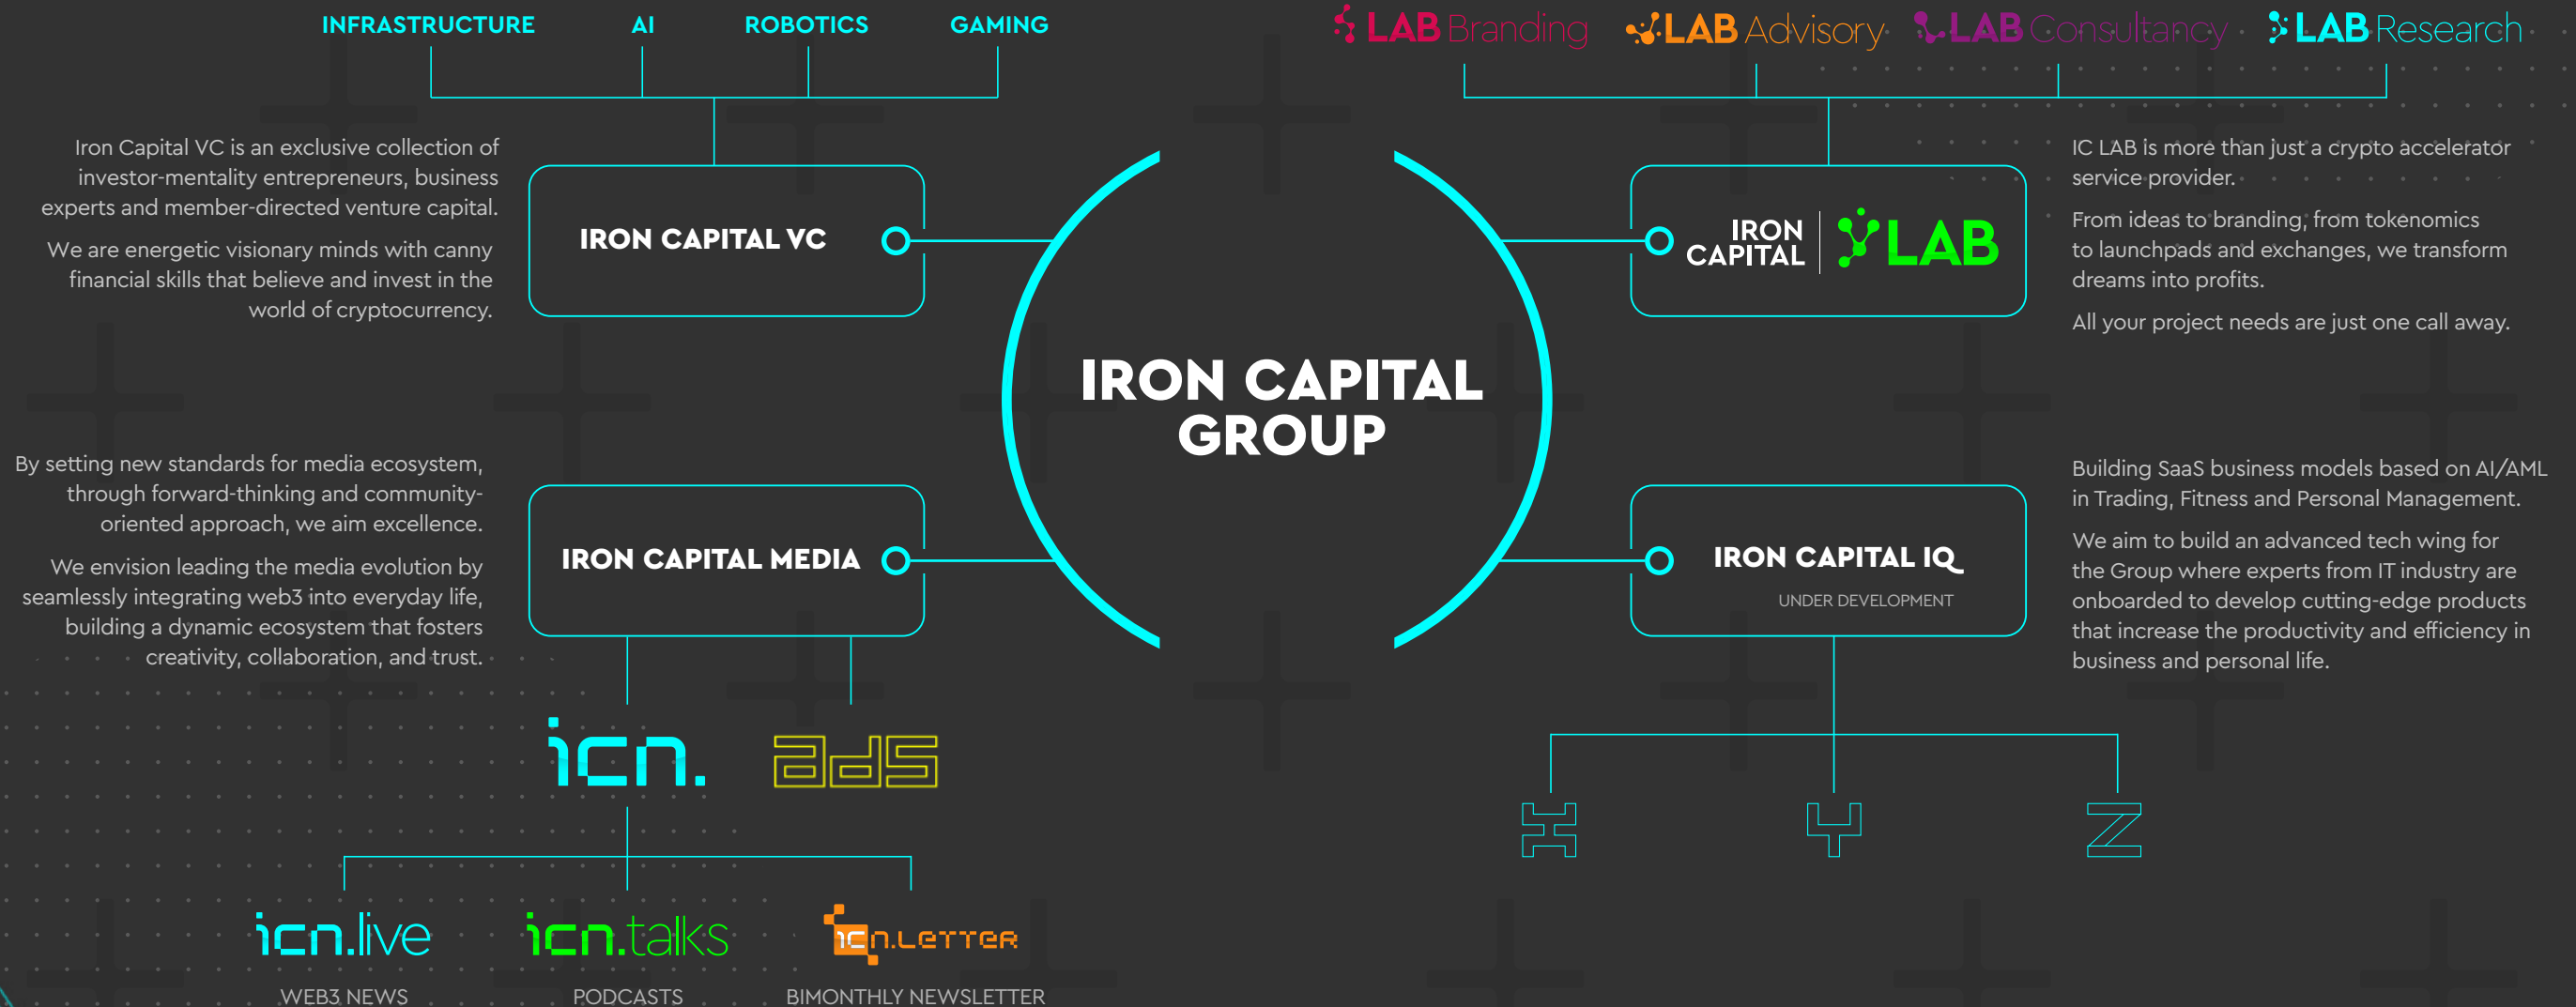 INFRASTRUCTURE
AI
ROBOTICS
GAMING
Iron Capital VC is an exclusive collection of
investor-mentality entrepreneurs, business
experts and member-directed venture capital.
We are energetic visionary minds with canny
financial skills that believe and invest in the
world of cryptocurrency.
IRON CAPITAL VC
LAB Branding
LAB Advisory
LAB Consultancy
LAB Research
IRON
CAPITAL
LAB
IC LAB is more than just a crypto accelerator
service provider.
From ideas to branding, from tokenomics
to launchpads and exchanges, we transform
dreams into profits.
All your project needs are just one call away.
IRON CAPITAL
GROUP
By setting new standards for media ecosystem,
through forward-thinking and community-
oriented approach, we aim excellence.
We envision leading the media evolution by
seamlessly integrating web3 into everyday life,
building a dynamic ecosystem that fosters
creativity, collaboration, and trust.
IRON CAPITAL MEDIA
icn.
ads
icn.live
WEB3 NEWS
icn.talks
PODCASTS
icn.LETTER
BIMONTHLY NEWSLETTER
IRON CAPITAL IQ
UNDER DEVELOPMENT
Building SaaS business models based on AI/AML
in Trading, Fitness and Personal Management.
We aim to build an advanced tech wing for
the Group where experts from IT industry are
onboarded to develop cutting-edge products
that increase the productivity and efficiency in
business and personal life.
X
Y
Z